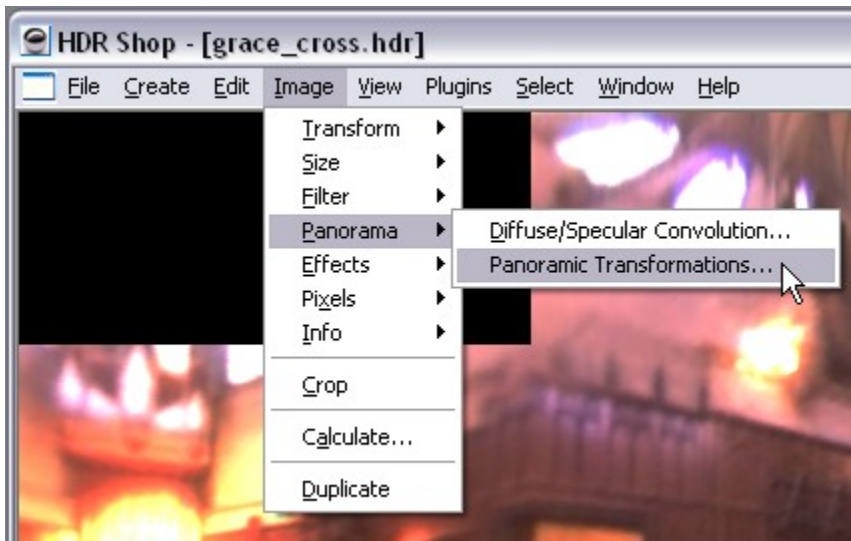 HDR Shop - [grace_cross.hdr]
File Create Edit Image View Plugins Select Window Help
Transform
Size
Filter
Panorama
Diffuse/Specular Convolution...
Panoramic Transformations...
Effects
Pixels
Info
Crop
Calculate...
Duplicate